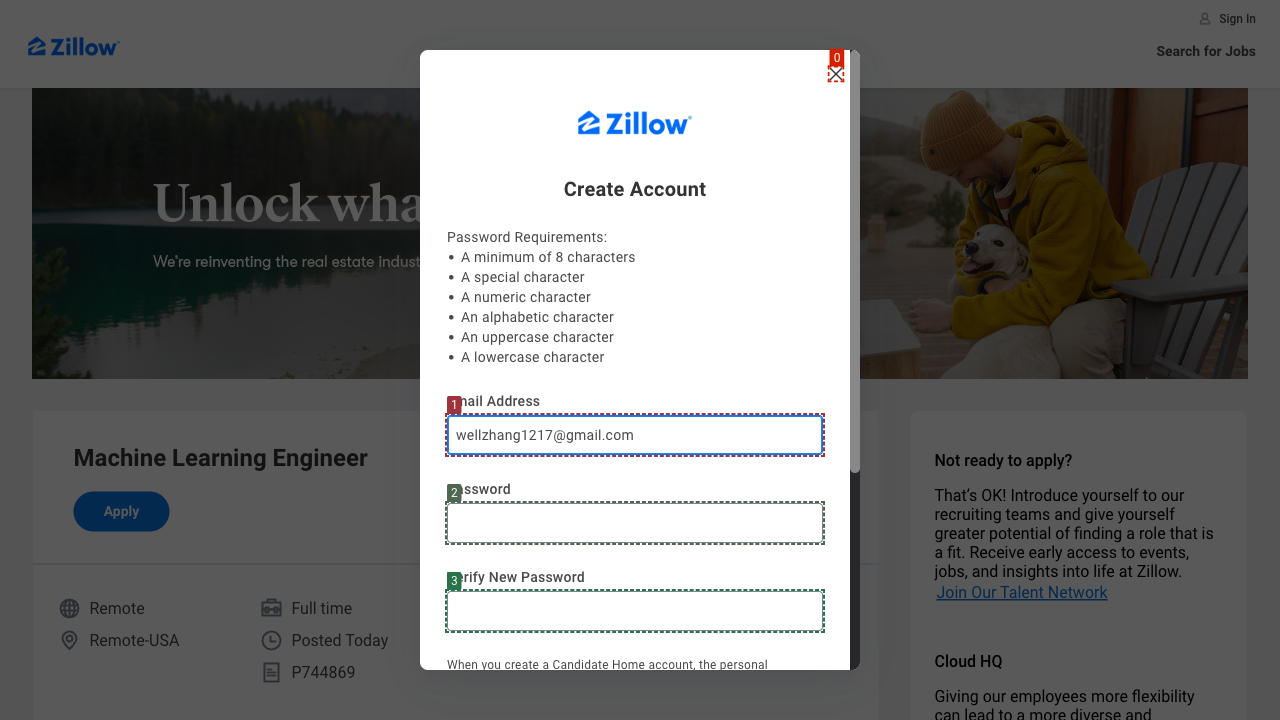 Sign In
Zillow
Search for Jobs
Unlock wha
We're reinventing the real estate indust
0
Zillow
Create Account
Password Requirements:
• A minimum of 8 characters
• A special character
• A numeric character
• An alphabetic character
• An uppercase character
• A lowercase character
1
mail Address
wellzhang1217@gmail.com
2
assword
3
erify New Password
When you create a Candidate Home account, the personal
Machine Learning Engineer
Apply
Remote
Full time
Remote-USA
Posted Today
P744869
Not ready to apply?
That's OK! Introduce yourself to our
recruiting teams and give yourself
greater potential of finding a role that is
a fit. Receive early access to events,
jobs, and insights into life at Zillow.
Join Our Talent Network
Cloud HQ
Giving our employees more flexibility
can lead to a more diverse and